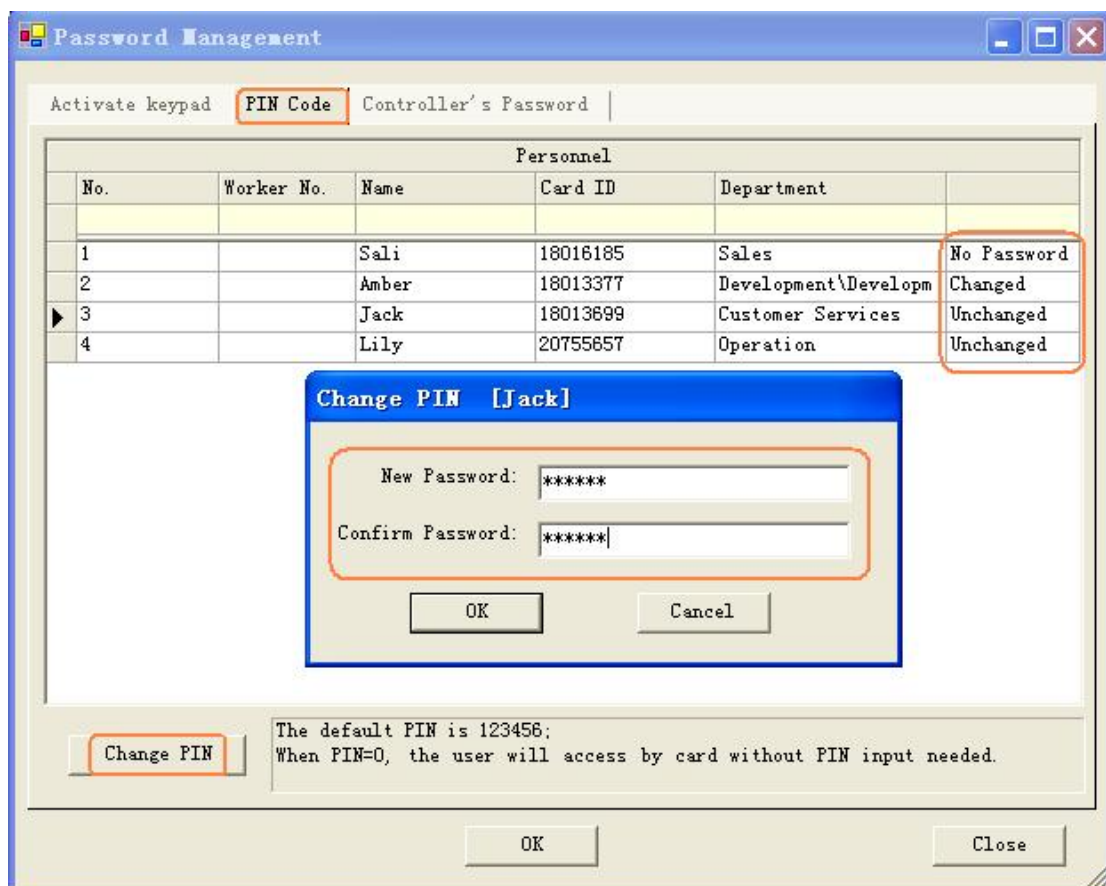 Password Management
Activate keypad PIN Code Controller's Password
Personnel
No. Worker No. Name Card ID Department
1 Sali 18016185 Sales No Password
2 Amber 18013377 Development\Developm Changed
3 Jack 18013699 Customer Services Unchanged
4 Lily 20755657 Operation Unchanged
Change PIN [Jack]
New Password: ******
Confirm Password: ******
OK Cancel
Change PIN
The default PIN is 123456;
When PIN=0, the user will access by card without PIN input needed.
OK Close